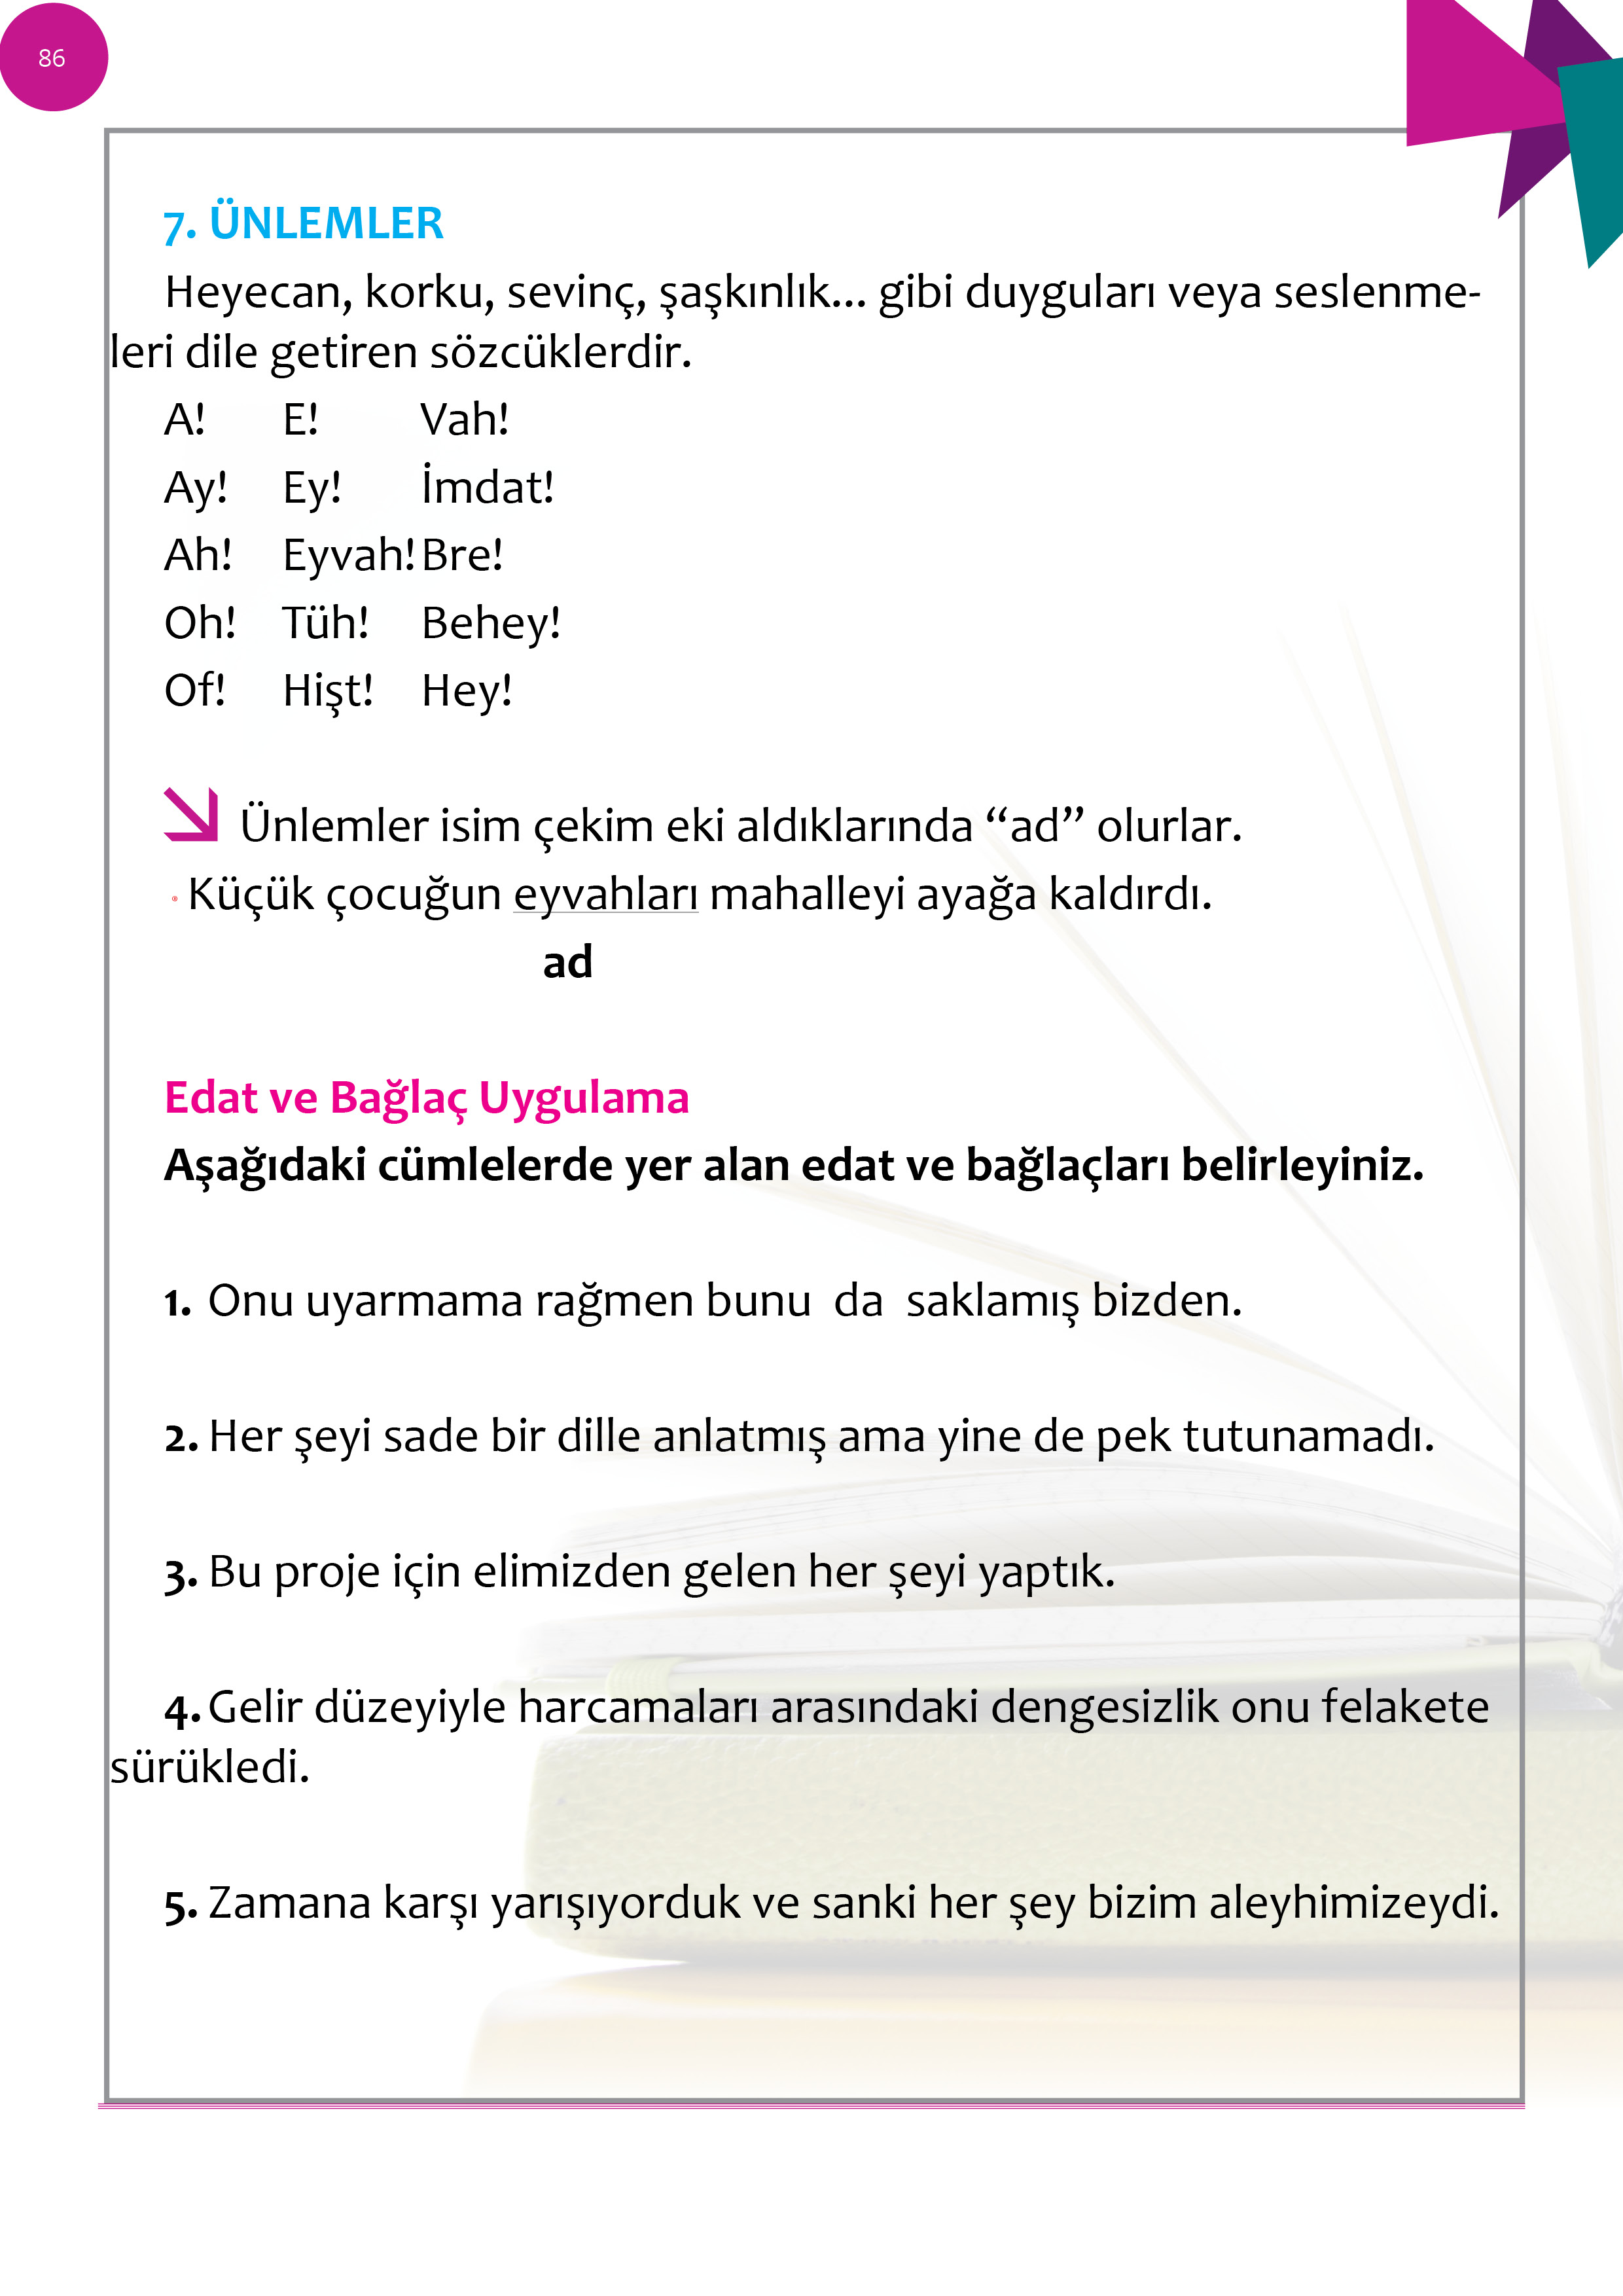 86
7. ÜNLEMLER
Heyecan, korku, sevinç, şaşkınlık... gibi duyguları veya seslenme-
leri dile getiren sözcüklerdir.
A! E! Vah!
Ay! Ey! İmdat!
Ah! Eyvah! Bre!
Oh! Tüh! Behey!
Of! Hişt! Hey!
Ünlemler isim çekim eki aldıklarında “ad” olurlar.
Küçük çocuğun eyvahları mahalleyi ayağa kaldırdı.
ad
Edat ve Bağlaç Uygulama
Aşağıdaki cümlelerde yer alan edat ve bağlaçları belirleyiniz.
1. Onu uyarmama rağmen bunu da saklamış bizden.
2. Her şeyi sade bir dille anlatmış ama yine de pek tutunamadı.
3. Bu proje için elimizden gelen her şeyi yaptık.
4. Gelir düzeyiyle harcamaları arasındaki dengesizlik onu felakete
sürükledi.
5. Zamana karşı yarışıyorduk ve sanki her şey bizim aleyhimizeydi.